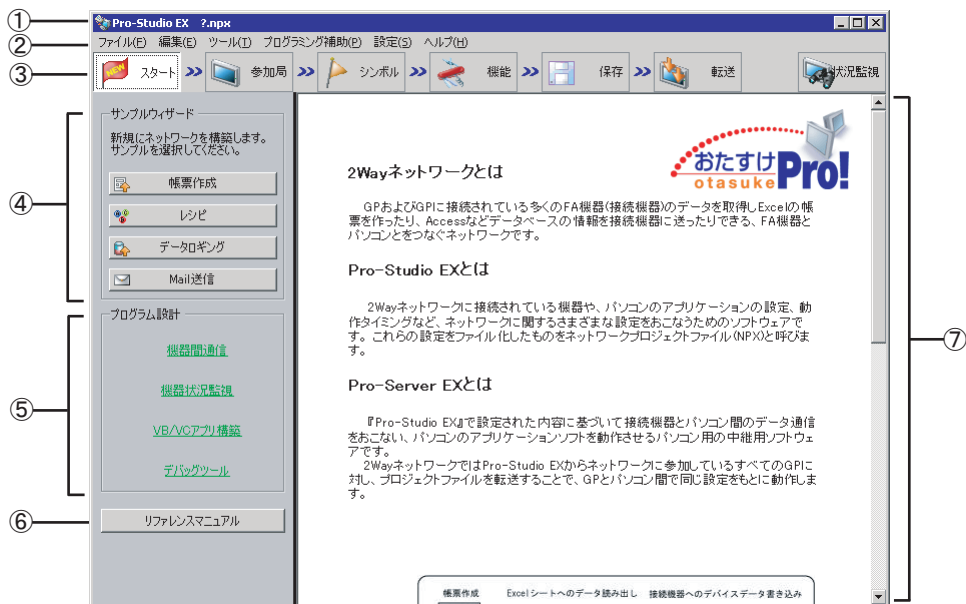 ①
Pro-Studio EX ?.npx
②
ファイル(F) 編集(E) ツール(T) プログラミング補助(P) 設定(S) ヘルプ(H)
③
NEW スタート 参加局 シンボル 機能 保存 転送 状況監視
④
サンプルウィザード
新規にネットワークを構築します。
サンプルを選択してください。
帳票作成
レシピ
データロギング
Mail送信
⑤
プログラム設計
機器間通信
機器状況監視
VB/VCアプリ構築
デバッグツール
⑥
リファレンスマニュアル
⑦
おたすけ Pro!
otasuke
2Wayネットワークとは
GPおよびGPIに接続されている多くのFA機器(接続機器)のデータを取得しExcelの帳
票を作ったり、Accessなどデータベースの情報を接続機器に送ったりできる、FA機器と
パソコンとをつなぐネットワークです。
Pro-Studio EXとは
2Wayネットワークに接続されている機器や、パソコンのアプリケーションの設定、動
作タイミングなど、ネットワークに関するさまざまな設定をおこなうためのソフトウェアで
す。これらの設定をファイル化したものをネットワークプロジェクトファイル(NPX)と呼びま
す。
Pro-Server EXとは
『Pro-Studio EX』で設定された内容に基づいて接続機器とパソコン間のデータ通信
をおこない、パソコンのアプリケーションソフトを動作させるパソコン用の中継用ソフトウェ
アです。
2WayネットワークではPro-Studio EXからネットワークに参加しているすべてのGPIに
対し、プロジェクトファイルを転送することで、GPとパソコン間で同じ設定をもとに動作しま
す。
帳票作成 Excelシートへのデータ読み出し 接続機器へのデバイスデータ書き込み